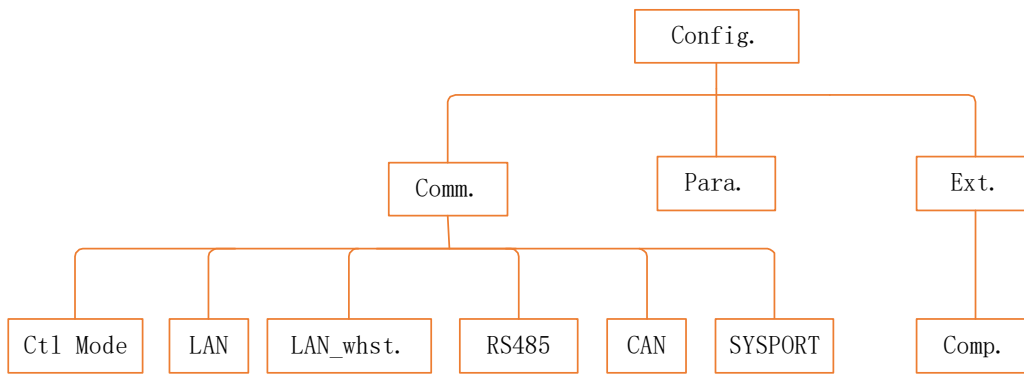 Config.
Comm.
Para.
Ext.
Ctl Mode
LAN
LAN_whst.
RS485
CAN
SYSPORT
Comp.